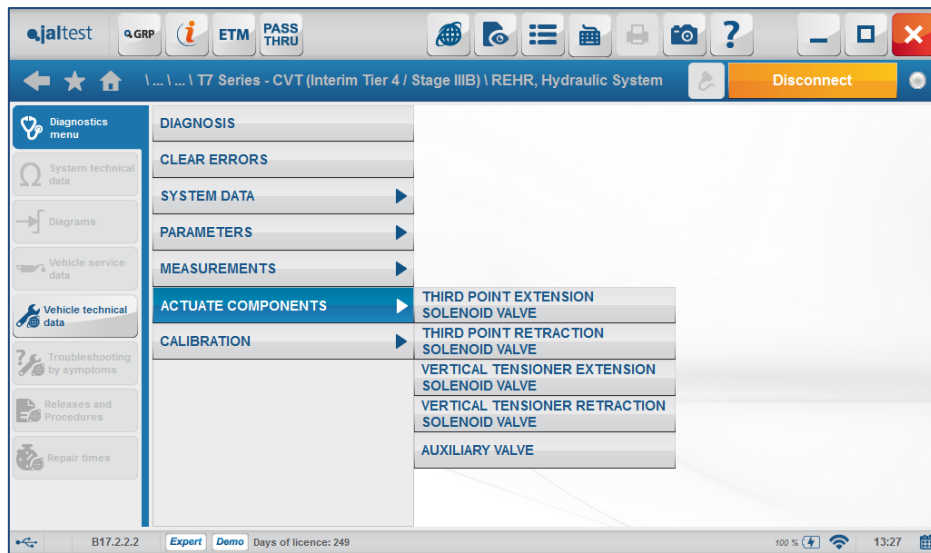 jaltest
GRP
i
ETM
PASS
THRU
?
\ ... \ ... \ T7 Series - CVT (Interim Tier 4 / Stage IIIB) \ REHR, Hydraulic System
Disconnect
Diagnostics
menu
System technical
data
Diagrams
Vehicle service
data
Vehicle technical
data
Troubleshooting
by symptoms
Releases and
Procedures
Repair times
DIAGNOSIS
CLEAR ERRORS
SYSTEM DATA
PARAMETERS
MEASUREMENTS
ACTUATE COMPONENTS
CALIBRATION
THIRD POINT EXTENSION
SOLENOID VALVE
THIRD POINT RETRACTION
SOLENOID VALVE
VERTICAL TENSIONER EXTENSION
SOLENOID VALVE
VERTICAL TENSIONER RETRACTION
SOLENOID VALVE
AUXILIARY VALVE
B17.2.2.2
Expert
Demo
Days of licence: 249
100 %
13:27